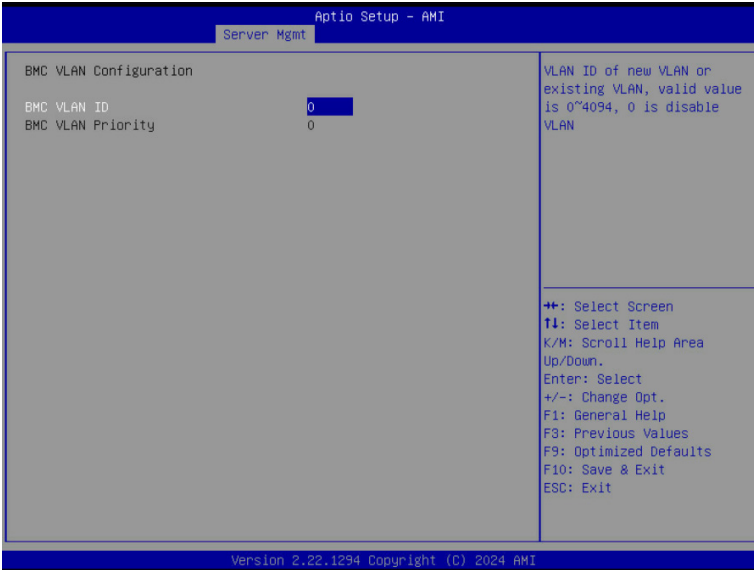 Aptio Setup – AMI
Server Mgmt
BMC VLAN Configuration
BMC VLAN ID 0
BMC VLAN Priority 0
VLAN ID of new VLAN or
existing VLAN, valid value
is 0~4094, 0 is disable
VLAN
→←: Select Screen
↑↓: Select Item
K/M: Scroll Help Area
Up/Down.
Enter: Select
+/-: Change Opt.
F1: General Help
F3: Previous Values
F9: Optimized Defaults
F10: Save & Exit
ESC: Exit
Version 2.22.1294 Copyright (C) 2024 AMI